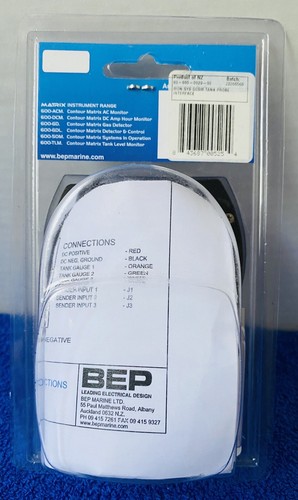 PRODUCT OF NZ
Batch:
MATRIX INSTRUMENT RANGE
600-ACM. Contour Matrix AC Monitor
600-DCM. Contour Matrix DC Amp Hour Monitor
600-GD. Contour Matrix Gas Detector
600-GDL. Contour Matrix Detector & Control
600-SOM. Contour Matrix Systems In Operation
600-TLM. Contour Matrix Tank Level Monitor
www.bepmarine.com
CONNECTIONS
DC POSITIVE - RED
DC NEG, GROUND - BLACK
TANK GAUGE 1 - ORANGE
TANK GAUGE 2 - GREEN
SENDER INPUT 1 - J1
SENDER INPUT 2 - J2
SENDER INPUT 3 - J3
NEGATIVE
CTIONS
BEP
LEADING ELECTRICAL DESIGN
BEP MARINE LTD.
55 Paul Matthews Road, Albany
Auckland 0632 N.Z.
PH 09 415 7261 FAX 09 415 9327
www.bepmarine.com